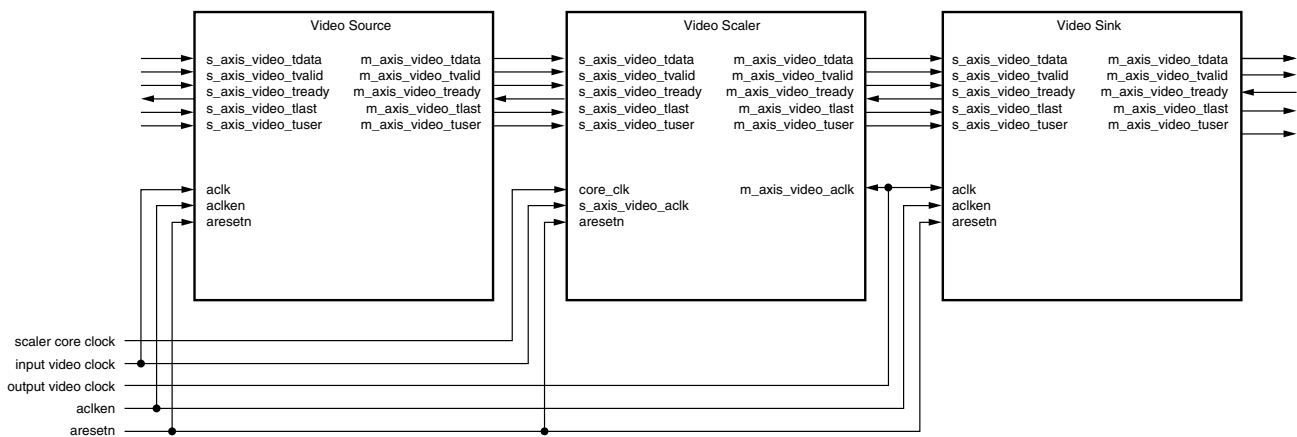 Video Source
s_axis_video_tdata m_axis_video_tdata
s_axis_video_tvalid m_axis_video_tvalid
s_axis_video_tready m_axis_video_tready
s_axis_video_tlast m_axis_video_tlast
s_axis_video_tuser m_axis_video_tuser
aclk
aclken
aresetn
Video Scaler
s_axis_video_tdata m_axis_video_tdata
s_axis_video_tvalid m_axis_video_tvalid
s_axis_video_tready m_axis_video_tready
s_axis_video_tlast m_axis_video_tlast
s_axis_video_tuser m_axis_video_tuser
core_clk m_axis_video_aclk
s_axis_video_aclk
aresetn
Video Sink
s_axis_video_tdata m_axis_video_tdata
s_axis_video_tvalid m_axis_video_tvalid
s_axis_video_tready m_axis_video_tready
s_axis_video_tlast m_axis_video_tlast
s_axis_video_tuser m_axis_video_tuser
aclk
aclken
aresetn
scaler core clock
input video clock
output video clock
aclken
aresetn